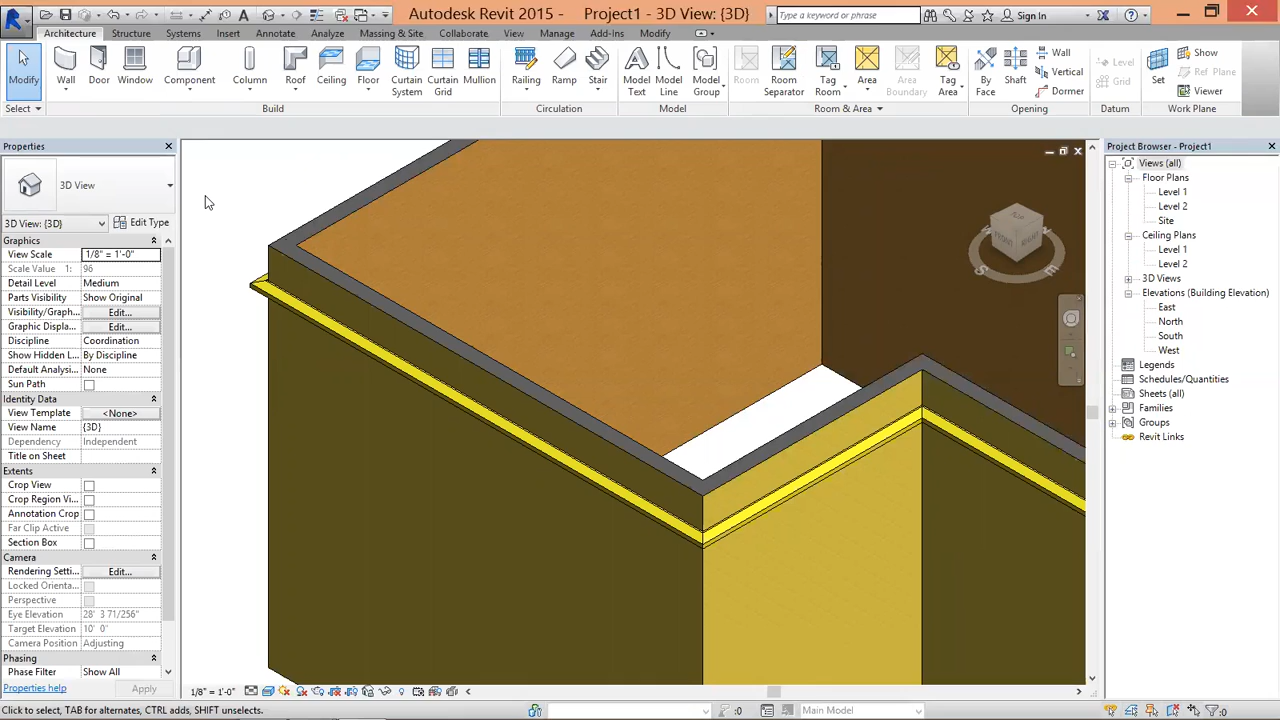 Autodesk Revit 2015 - Project1 - 3D View: {3D}
Type a keyword or phrase
Sign In
Architecture Structure Systems Insert Annotate Analyze Massing & Site Collaborate View Manage Add-Ins Modify
Modify Wall Door Window Component Column Roof Ceiling Floor Curtain System Curtain Grid Mullion Railing Ramp Stair Model Text Model Line Model Group Room Room Separator Tag Room Area Area Boundary Tag Area By Face Shaft Wall Vertical Dormer Level Grid Set Show Ref Plane Viewer
Select Build Circulation Model Room & Area Opening Datum Work Plane
Properties
3D View
3D View: {3D} Edit Type
Graphics
View Scale 1/8" = 1'-0"
Scale Value 1: 96
Detail Level Medium
Parts Visibility Show Original
Visibility/Graph... Edit...
Graphic Displa... Edit...
Discipline Coordination
Show Hidden L... By Discipline
Default Analysi... None
Sun Path
Identity Data
View Template <None>
View Name {3D}
Dependency Independent
Title on Sheet
Extents
Crop View
Crop Region Vi...
Annotation Crop
Far Clip Active
Section Box
Camera
Rendering Setti... Edit...
Locked Orienta...
Perspective
Eye Elevation 28' 3 71/256"
Target Elevation 10' 0"
Camera Position Adjusting
Phasing
Phase Filter Show All
Properties help Apply
FRONT RIGHT
S E
Project Browser - Project1
Views (all)
Floor Plans
Level 1
Level 2
Site
Ceiling Plans
Level 1
Level 2
3D Views
Elevations (Building Elevation)
East
North
South
West
Legends
Schedules/Quantities
Sheets (all)
Families
Groups
Revit Links
1/8" = 1'-0"
Click to select, TAB for alternates, CTRL adds, SHIFT unselects.
:0 Main Model :0